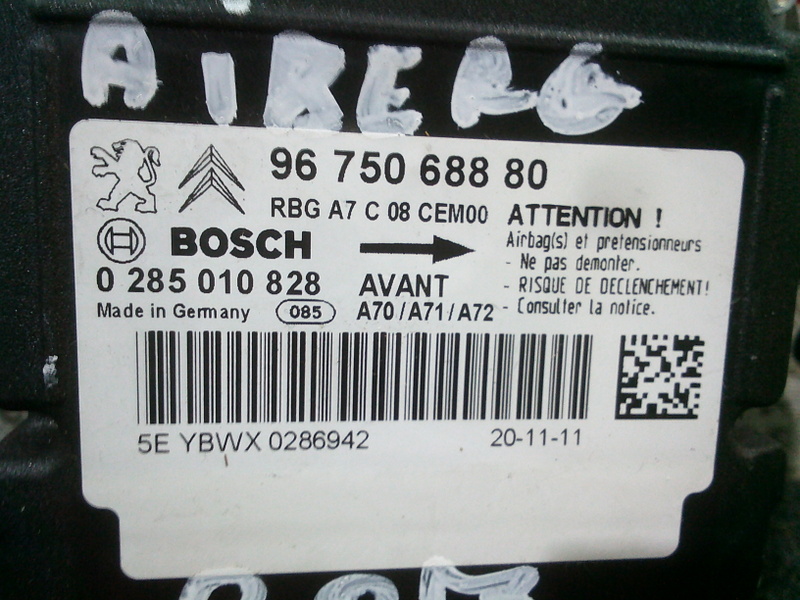 AIBERG
96 750 688 80
RBG A7 C 08 CEM00
BOSCH
0 285 010 828
Made in Germany 085
AVANT
A70/A71/A72
ATTENTION !
Airbag(s) et pretensionneurs
- Ne pas demonter.
- RISQUE DE DECLENCHEMENT!
- Consulter la notice.
5E YBWX 0286942
20-11-11